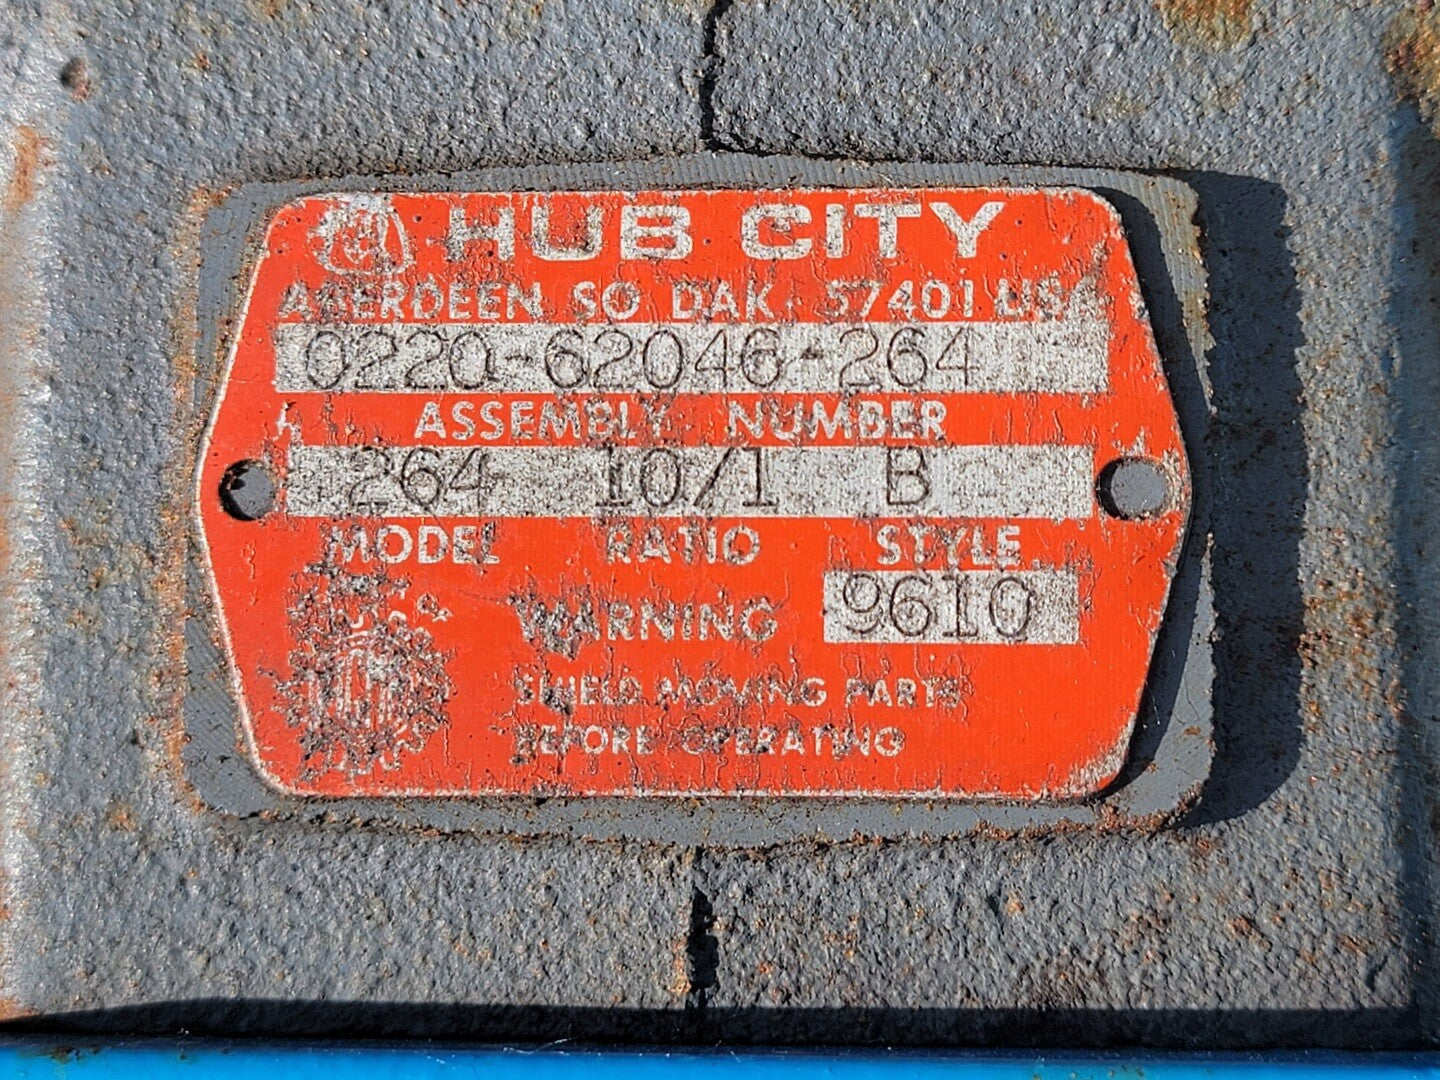 HUB CITY
ABERDEEN SO DAK. 57401 USA
0220-62046-264
ASSEMBLY NUMBER
264 10/1 B
MODEL RATIO STYLE
WARNING 9610
SHIELD MOVING PARTS
BEFORE OPERATING